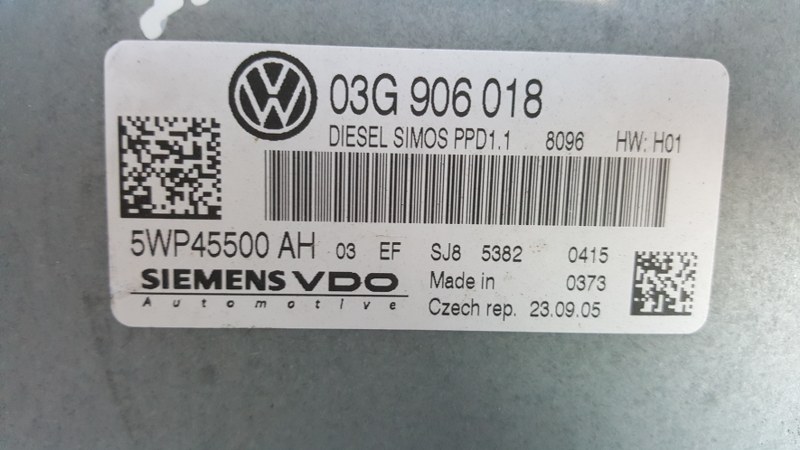 03G 906 018
DIESEL SIMOS PPD1.1 8096 HW: H01
5WP45500 AH 03 EF SJ8 5382 0415
SIEMENS VDO Made in 0373
Automotive Czech rep. 23.09.05